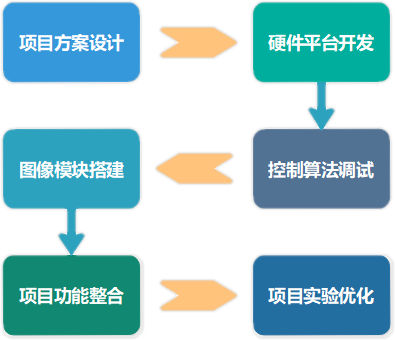 项目方案设计
硬件平台开发
控制算法调试
图像模块搭建
项目功能整合
项目实验优化